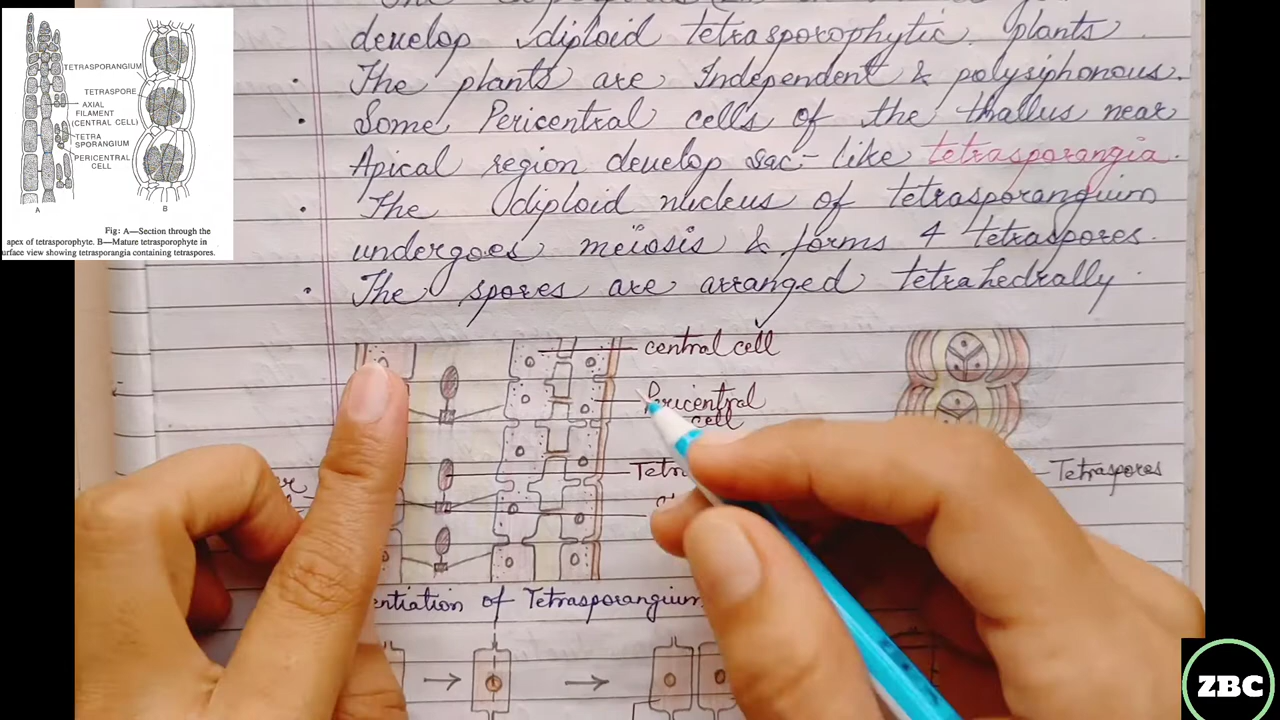 develop diploid tetrasporophytic plants.
· The plants are Independent & polysiphonous.
· Some Pericentral cells of the thallus near
Apical region develop sac-like tetrasporangia.
· The diploid nucleus of tetrasporanguim
undergoes meiosis & forms 4 tetraspores.
· The spores are arranged tetrahedrally.
TETRASPORANGIUM
TETRASPORE
AXIAL
FILAMENT
(CENTRAL CELL)
TETRA
SPORANGIUM
PERICENTRAL
CELL
A
B
Fig: A—Section through the
apex of tetrasporophyte. B—Mature tetrasporophyte in
urface view showing tetrasporangia containing tetraspores.
central cell
Pericentral
cell
Tetraspores
entiation of Tetrasporangium
ZBC